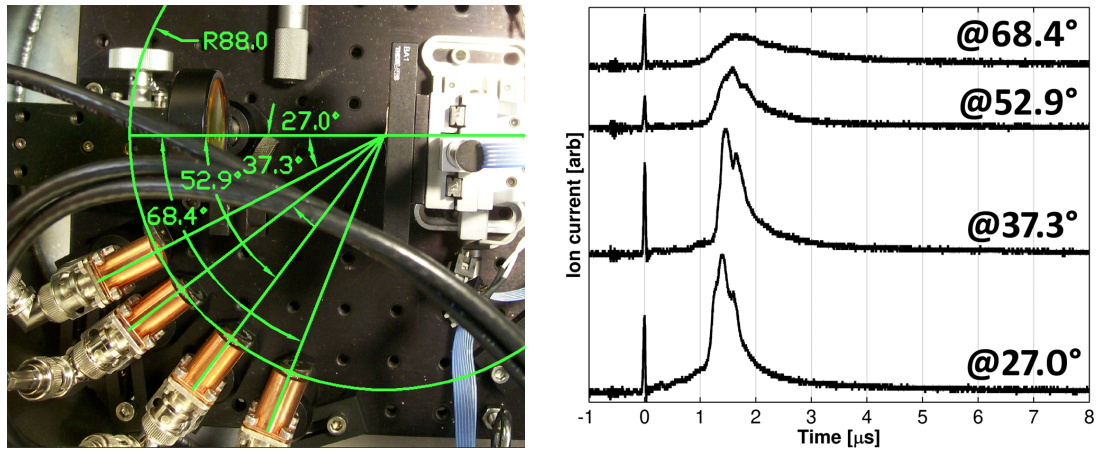 R88.0
27.0°
37.3°
52.9°
68.4°
BA1
Ion current [arb]
@68.4°
@52.9°
@37.3°
@27.0°
-1 0 1 2 3 4 5 6 7 8
Time [μs]